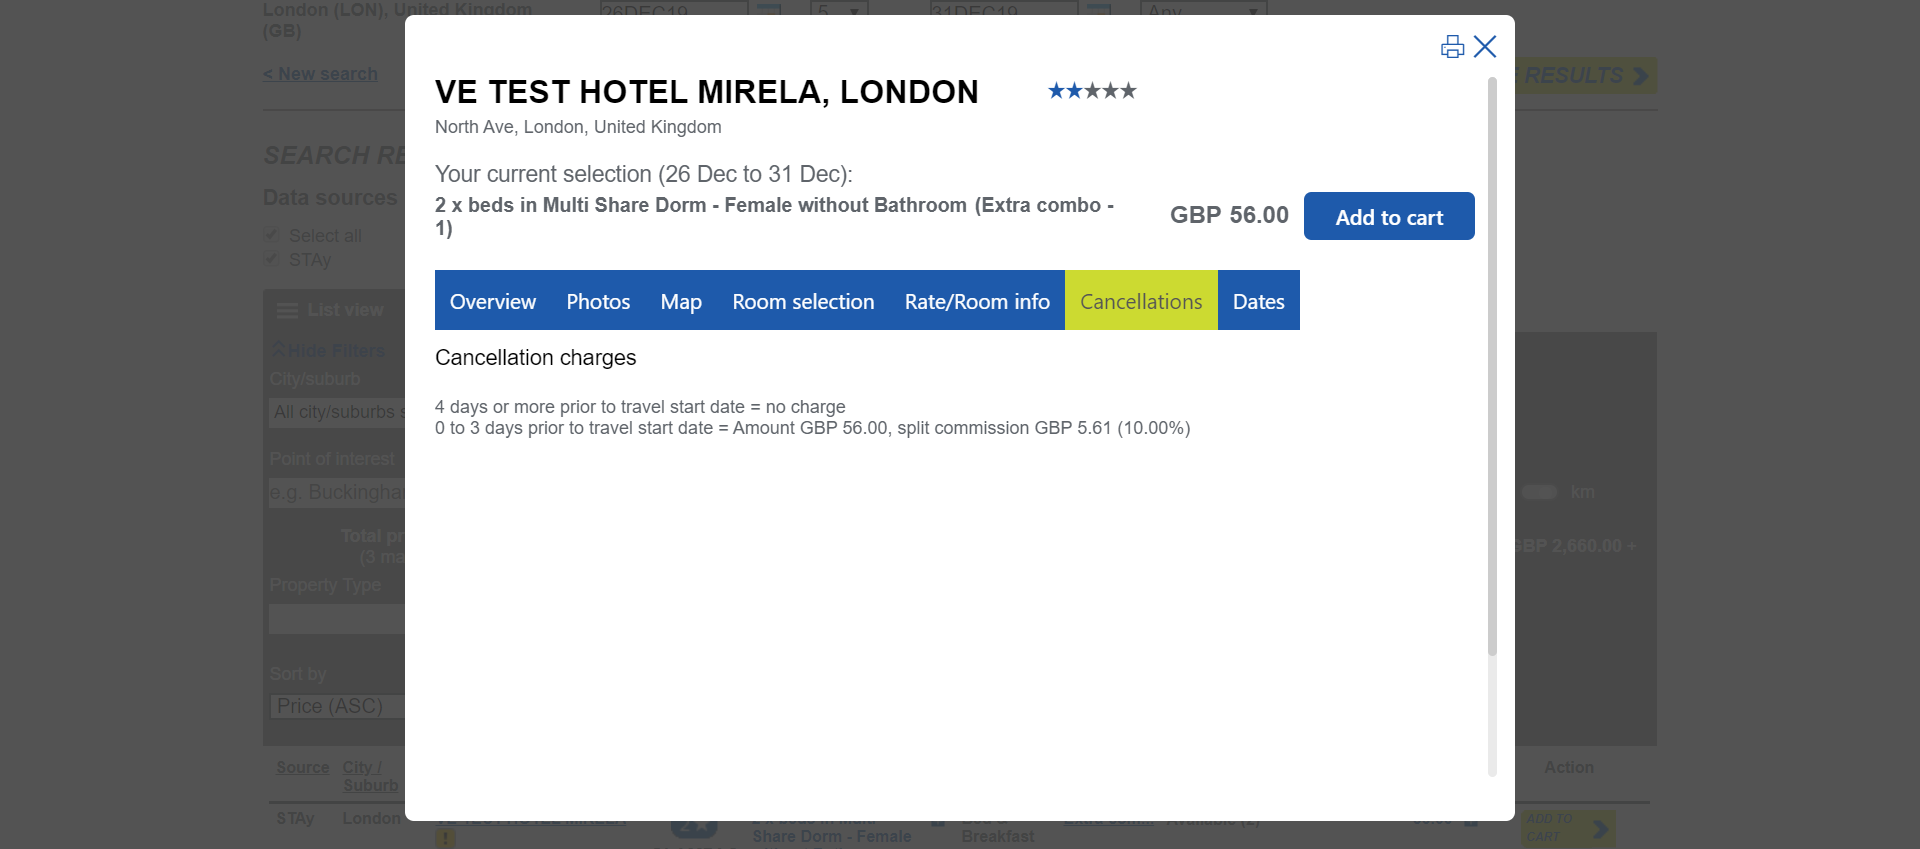 London (LON), United Kingdom
(GB)
26DEC19
5
31DEC19
Any
< New search
RESULTS
VE TEST HOTEL MIRELA, LONDON
North Ave, London, United Kingdom
Your current selection (26 Dec to 31 Dec):
2 x beds in Multi Share Dorm - Female without Bathroom (Extra combo -
1)
GBP 56.00
Add to cart
Overview Photos Map Room selection Rate/Room info Cancellations Dates
Cancellation charges
4 days or more prior to travel start date = no charge
0 to 3 days prior to travel start date = Amount GBP 56.00, split commission GBP 5.61 (10.00%)
SEARCH RE
Data sources
Select all
STAy
List view
Hide Filters
City/suburb
All city/suburbs s
Point of interest
e.g. Buckingha
km
Total pr
(3 ma
GBP 2,660.00 +
Property Type
Sort by
Price (ASC)
Source City /
Suburb
Action
STAy London
Share Dorm - Female
Breakfast
ADD TO
CART